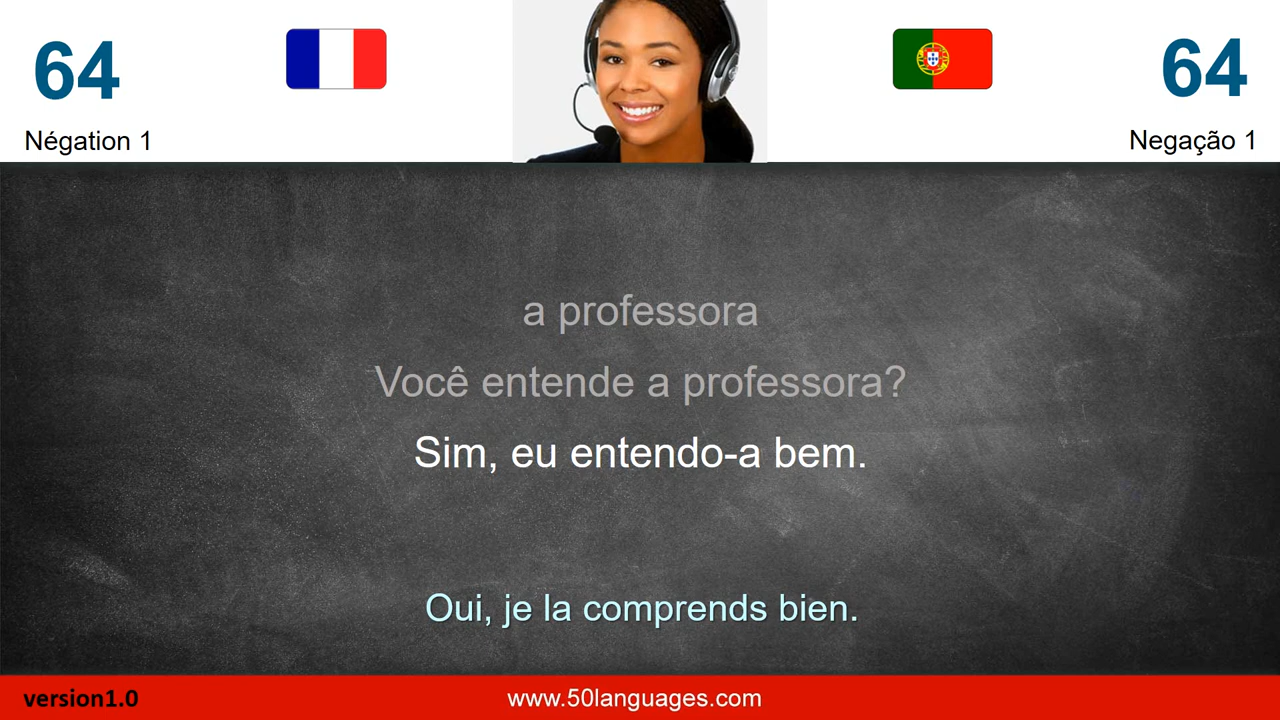 64
64
Négation 1
Negação 1
a professora
Você entende a professora?
Sim, eu entendo-a bem.
Oui, je la comprends bien.
version1.0
www.50languages.com